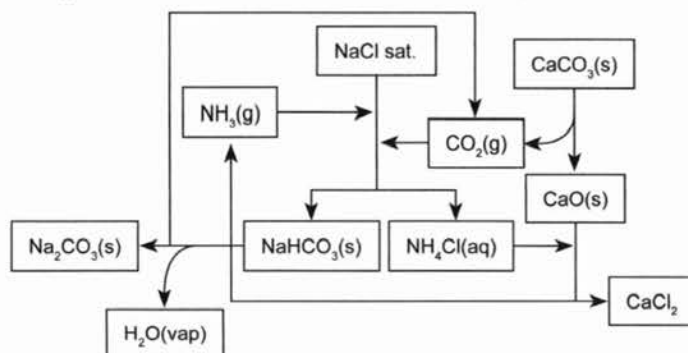 NaCl sat.
CaCO₃(s)
NH₃(g)
CO₂(g)
CaO(s)
Na₂CO₃(s)
NaHCO₃(s)
NH₄Cl(aq)
CaCl₂
H₂O(vap)